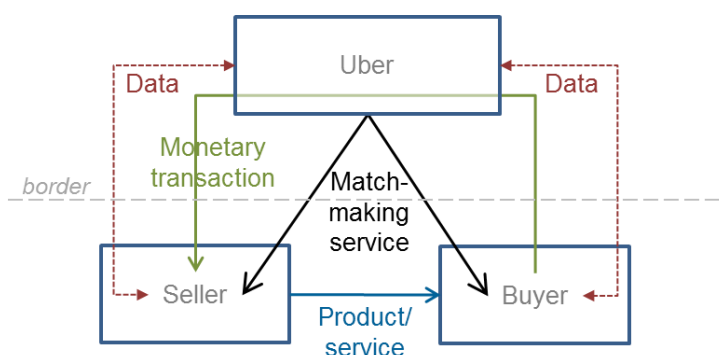 Uber
Data
Data
Monetary
transaction
border
Match-
making
service
Seller
Buyer
Product/
service